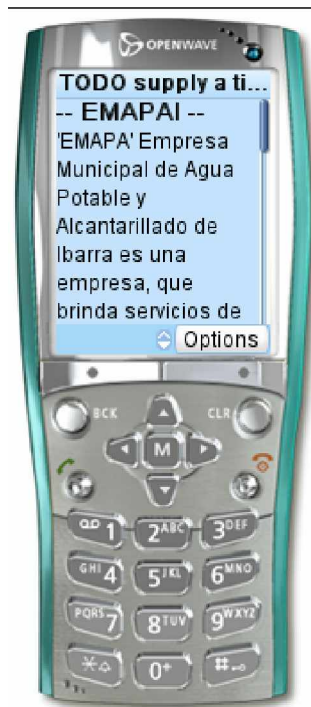 OPENWAVE
TODO supply a ti...
-- EMAPAI --
'EMAPA' Empresa
Municipal de Agua
Potable y
Alcantarillado de
Ibarra es una
empresa, que
brinda servicios de
Options
BCK CLR
M
1 2ABC 3DEF
GHI4 5JKL 6MNO
PQRS7 8TUV 9WXYZ
* 0+ #